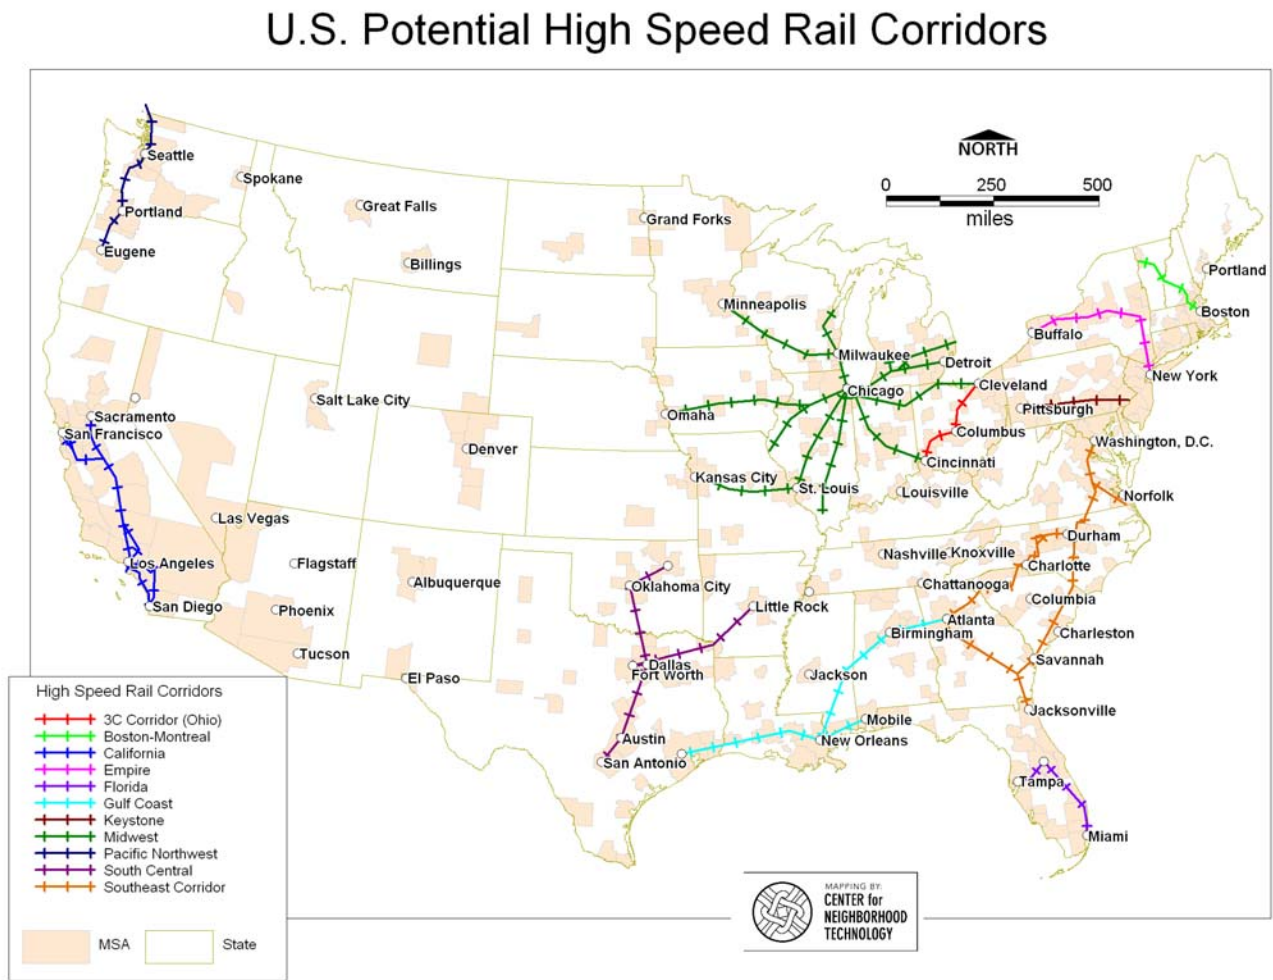 U.S. Potential High Speed Rail Corridors
NORTH
0 250 500
miles
Seattle
Spokane
Portland
Eugene
Great Falls
Billings
Grand Forks
Minneapolis
Milwaukee
Chicago
Detroit
Cleveland
Buffalo
Portland
Boston
New York
Pittsburgh
Washington, D.C.
Norfolk
Columbus
Cincinnati
Louisville
Omaha
Kansas City
St. Louis
Salt Lake City
Denver
Sacramento
San Francisco
Las Vegas
Los Angeles
San Diego
Flagstaff
Phoenix
Tucson
Albuquerque
El Paso
Oklahoma City
Little Rock
Dallas
Fort Worth
Austin
San Antonio
Nashville
Knoxville
Chattanooga
Durham
Charlotte
Columbia
Charleston
Atlanta
Birmingham
Savannah
Jackson
Jacksonville
Mobile
New Orleans
Tampa
Miami
High Speed Rail Corridors
3C Corridor (Ohio)
Boston-Montreal
California
Empire
Florida
Gulf Coast
Keystone
Midwest
Pacific Northwest
South Central
Southeast Corridor
MSA
State
MAPPING BY:
CENTER for
NEIGHBORHOOD
TECHNOLOGY